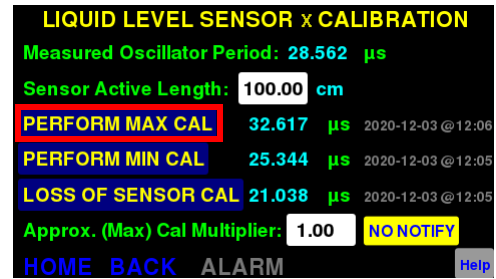 LIQUID LEVEL SENSOR X CALIBRATION
Measured Oscillator Period: 28.562 µs
Sensor Active Length: 100.00 cm
PERFORM MAX CAL 32.617 µs 2020-12-03 @12:06
PERFORM MIN CAL 25.344 µs 2020-12-03 @12:05
LOSS OF SENSOR CAL 21.038 µs 2020-12-03 @12:05
Approx. (Max) Cal Multiplier: 1.00 NO NOTIFY
HOME BACK ALARM Help